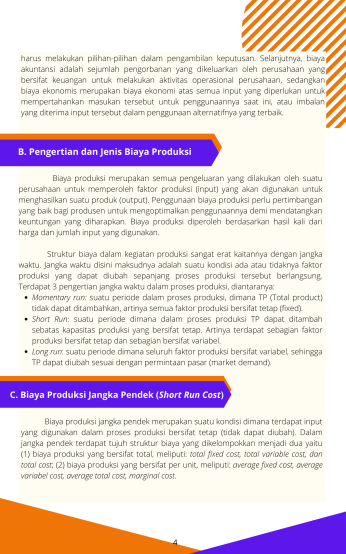 harus melakukan pilihan-pilihan dalam pengambilan keputusan. Selanjutnya, biaya
akuntansi adalah sejumlah pengorbanan yang dikeluarkan oleh perusahaan yang
bersifat keuangan untuk melakukan aktivitas operasional perusahaan, sedangkan
biaya ekonomis merupakan biaya ekonomi atas semua input yang diperlukan untuk
mempertahankan masukan tersebut untuk penggunaannya saat ini, atau imbalan
yang diterima input tersebut dalam penggunaan alternatifnya yang terbaik.
B. Pengertian dan Jenis Biaya Produksi
Biaya produksi merupakan semua pengeluaran yang dilakukan oleh suatu
perusahaan untuk memperoleh faktor produksi (input) yang akan digunakan untuk
menghasilkan suatu produk (output). Penggunaan biaya produksi perlu pertimbangan
yang baik bagi produsen untuk mengoptimalkan penggunaannya demi mendatangkan
keuntungan yang diharapkan. Biaya produksi diperoleh berdasarkan hasil kali dari
harga dan jumlah input yang digunakan.
Struktur biaya dalam kegiatan produksi sangat erat kaitannya dengan jangka
waktu. Jangka waktu disini maksudnya adalah suatu kondisi ada atau tidaknya faktor
produksi yang dapat diubah sepanjang proses produksi tersebut berlangsung.
Terdapat 3 pengertian jangka waktu dalam proses produksi, diantaranya:
• Momentary run: suatu periode dalam proses produksi, dimana TP (Total product)
tidak dapat ditambahkan, artinya semua faktor produksi bersifat tetap (fixed).
• Short Run: suatu periode dimana dalam proses produksi TP dapat ditambah
sebatas kapasitas produksi yang bersifat tetap. Artinya terdapat sebagian faktor
produksi bersifat tetap dan sebagian bersifat variabel.
• Long run: suatu periode dimana seluruh faktor produksi bersifat variabel, sehingga
TP dapat diubah sesuai dengan permintaan pasar (market demand).
C. Biaya Produksi Jangka Pendek (Short Run Cost)
Biaya produksi jangka pendek merupakan suatu kondisi dimana terdapat input
yang digunakan dalam proses produksi bersifat tetap (tidak dapat diubah). Dalam
jangka pendek terdapat tujuh struktur biaya yang dikelompokkan menjadi dua yaitu
(1) biaya produksi yang bersifat total, meliputi: total fixed cost, total variable cost, dan
total cost; (2) biaya produksi yang bersifat per unit, meliputi: average fixed cost, average
variabel cost, average total cost, marginal cost.
4